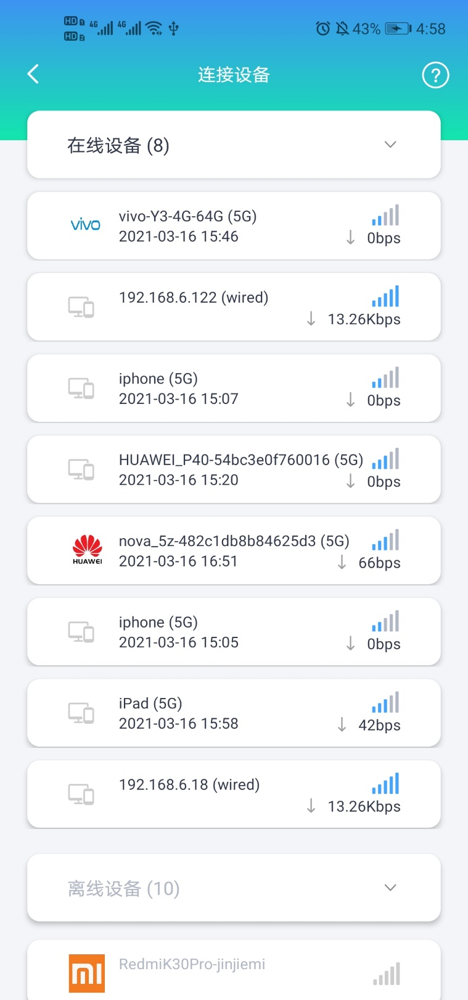 HD 1 4G 4G 43% 4:58
HD 2
连接设备 ?
在线设备 (8)
vivo
vivo-Y3-4G-64G (5G)
2021-03-16 15:46 ↓ 0bps
192.168.6.122 (wired)
↓ 13.26Kbps
iphone (5G)
2021-03-16 15:07 ↓ 0bps
HUAWEI_P40-54bc3e0f760016 (5G)
2021-03-16 15:20 ↓ 0bps
HUAWEI
nova_5z-482c1db8b84625d3 (5G)
2021-03-16 16:51 ↓ 66bps
iphone (5G)
2021-03-16 15:05 ↓ 0bps
iPad (5G)
2021-03-16 15:58 ↓ 42bps
192.168.6.18 (wired)
↓ 13.26Kbps
离线设备 (10)
mi
RedmiK30Pro-jinjiemi